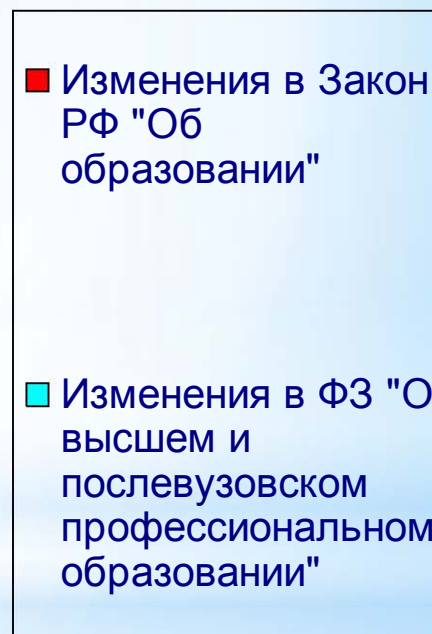 Изменения в Закон
РФ "Об
образовании"
Изменения в ФЗ "О
высшем и
послевузовском
профессиональном
образовании"